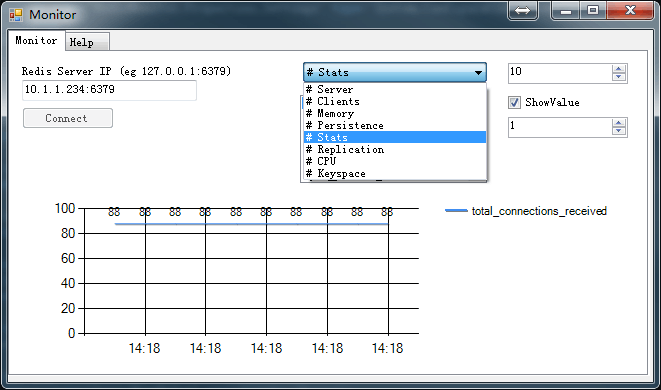 Monitor
Monitor Help
Redis Server IP (eg 127.0.0.1:6379)
10.1.1.234:6379
Connect
# Stats
# Server
# Clients
# Memory
# Persistence
# Stats
# Replication
# CPU
# Keyspace
10
ShowValue
1
100
80
60
40
20
0
88 88 88 88 88 88 88 88 88 88
14:18 14:18 14:18 14:18 14:18
total_connections_received